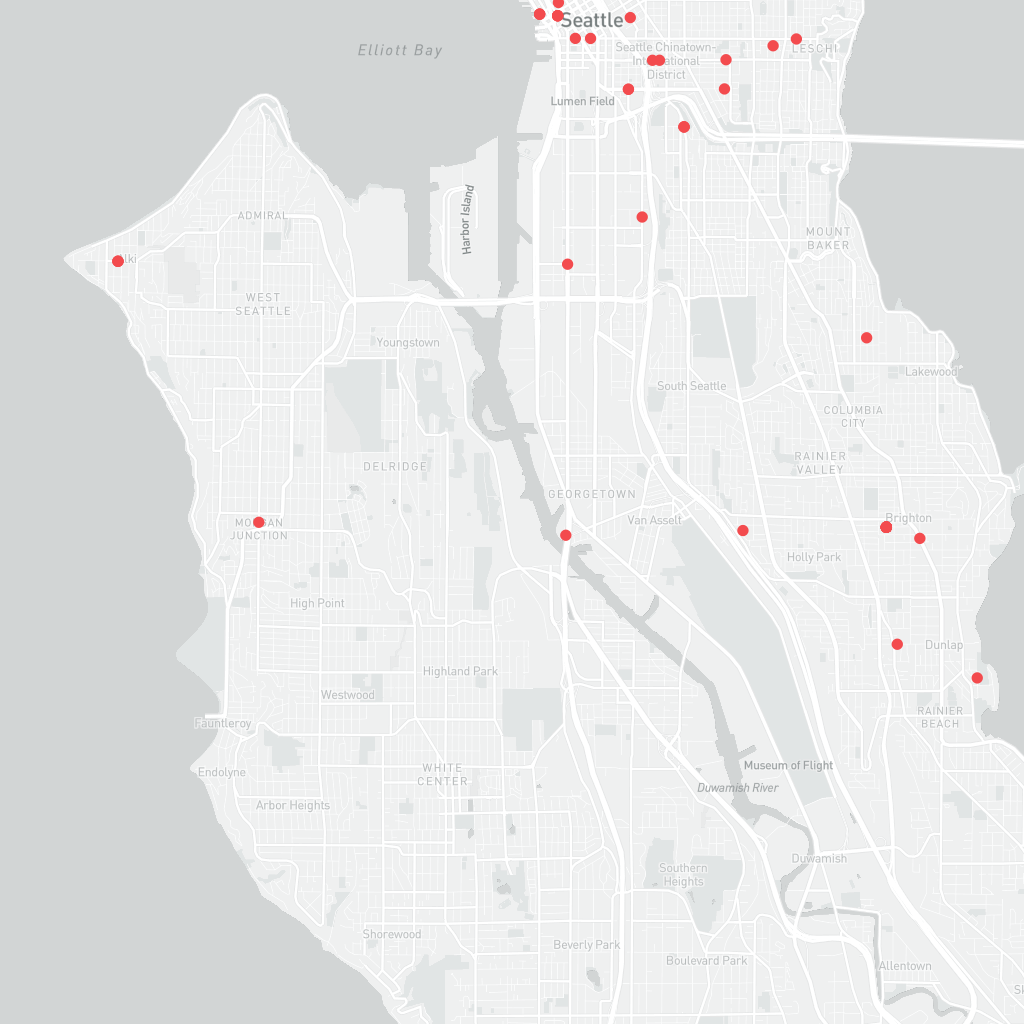 Seattle
Elliott Bay
Seattle Chinatown-
International
District
LESCHI
Lumen Field
Harbor Island
ADMIRAL
MOUNT
BAKER
WEST
SEATTLE
Youngstown
Lakewood
South Seattle
COLUMBIA
CITY
DELRIDGE
RAINIER
VALLEY
GEORGETOWN
Van Asselt
Brighton
JUNCTION
Holly Park
High Point
Dunlap
Highland Park
Westwood
RAINIER
BEACH
Fauntleroy
Endolyne
WHITE
CENTER
Museum of Flight
Duwamish River
Arbor Heights
Duwamish
Southern
Heights
Shorewood
Beverly Park
Boulevard Park
Allentown